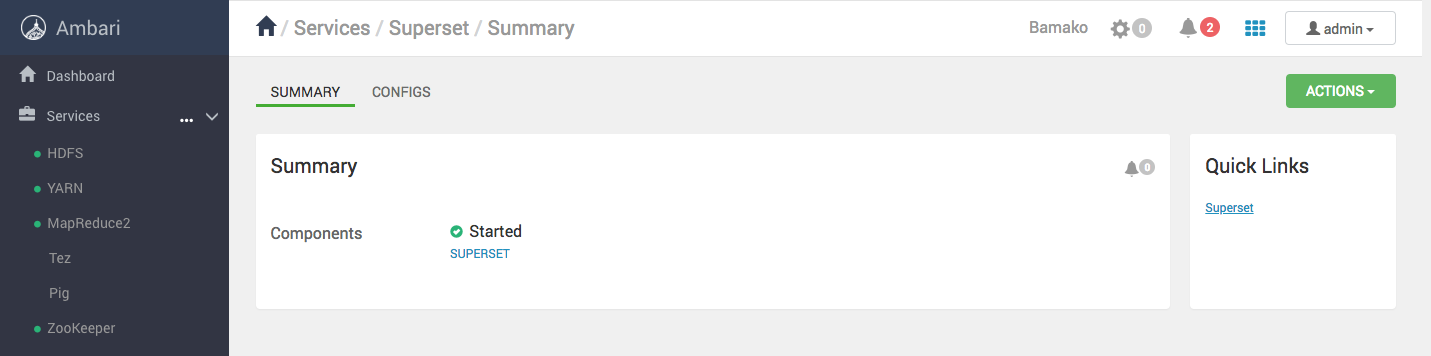 Ambari
/ Services / Superset / Summary
Bamako
0
2
admin
Dashboard
Services
...
HDFS
YARN
MapReduce2
Tez
Pig
ZooKeeper
SUMMARY
CONFIGS
ACTIONS
Summary
0
Components
Started
SUPERSET
Quick Links
Superset